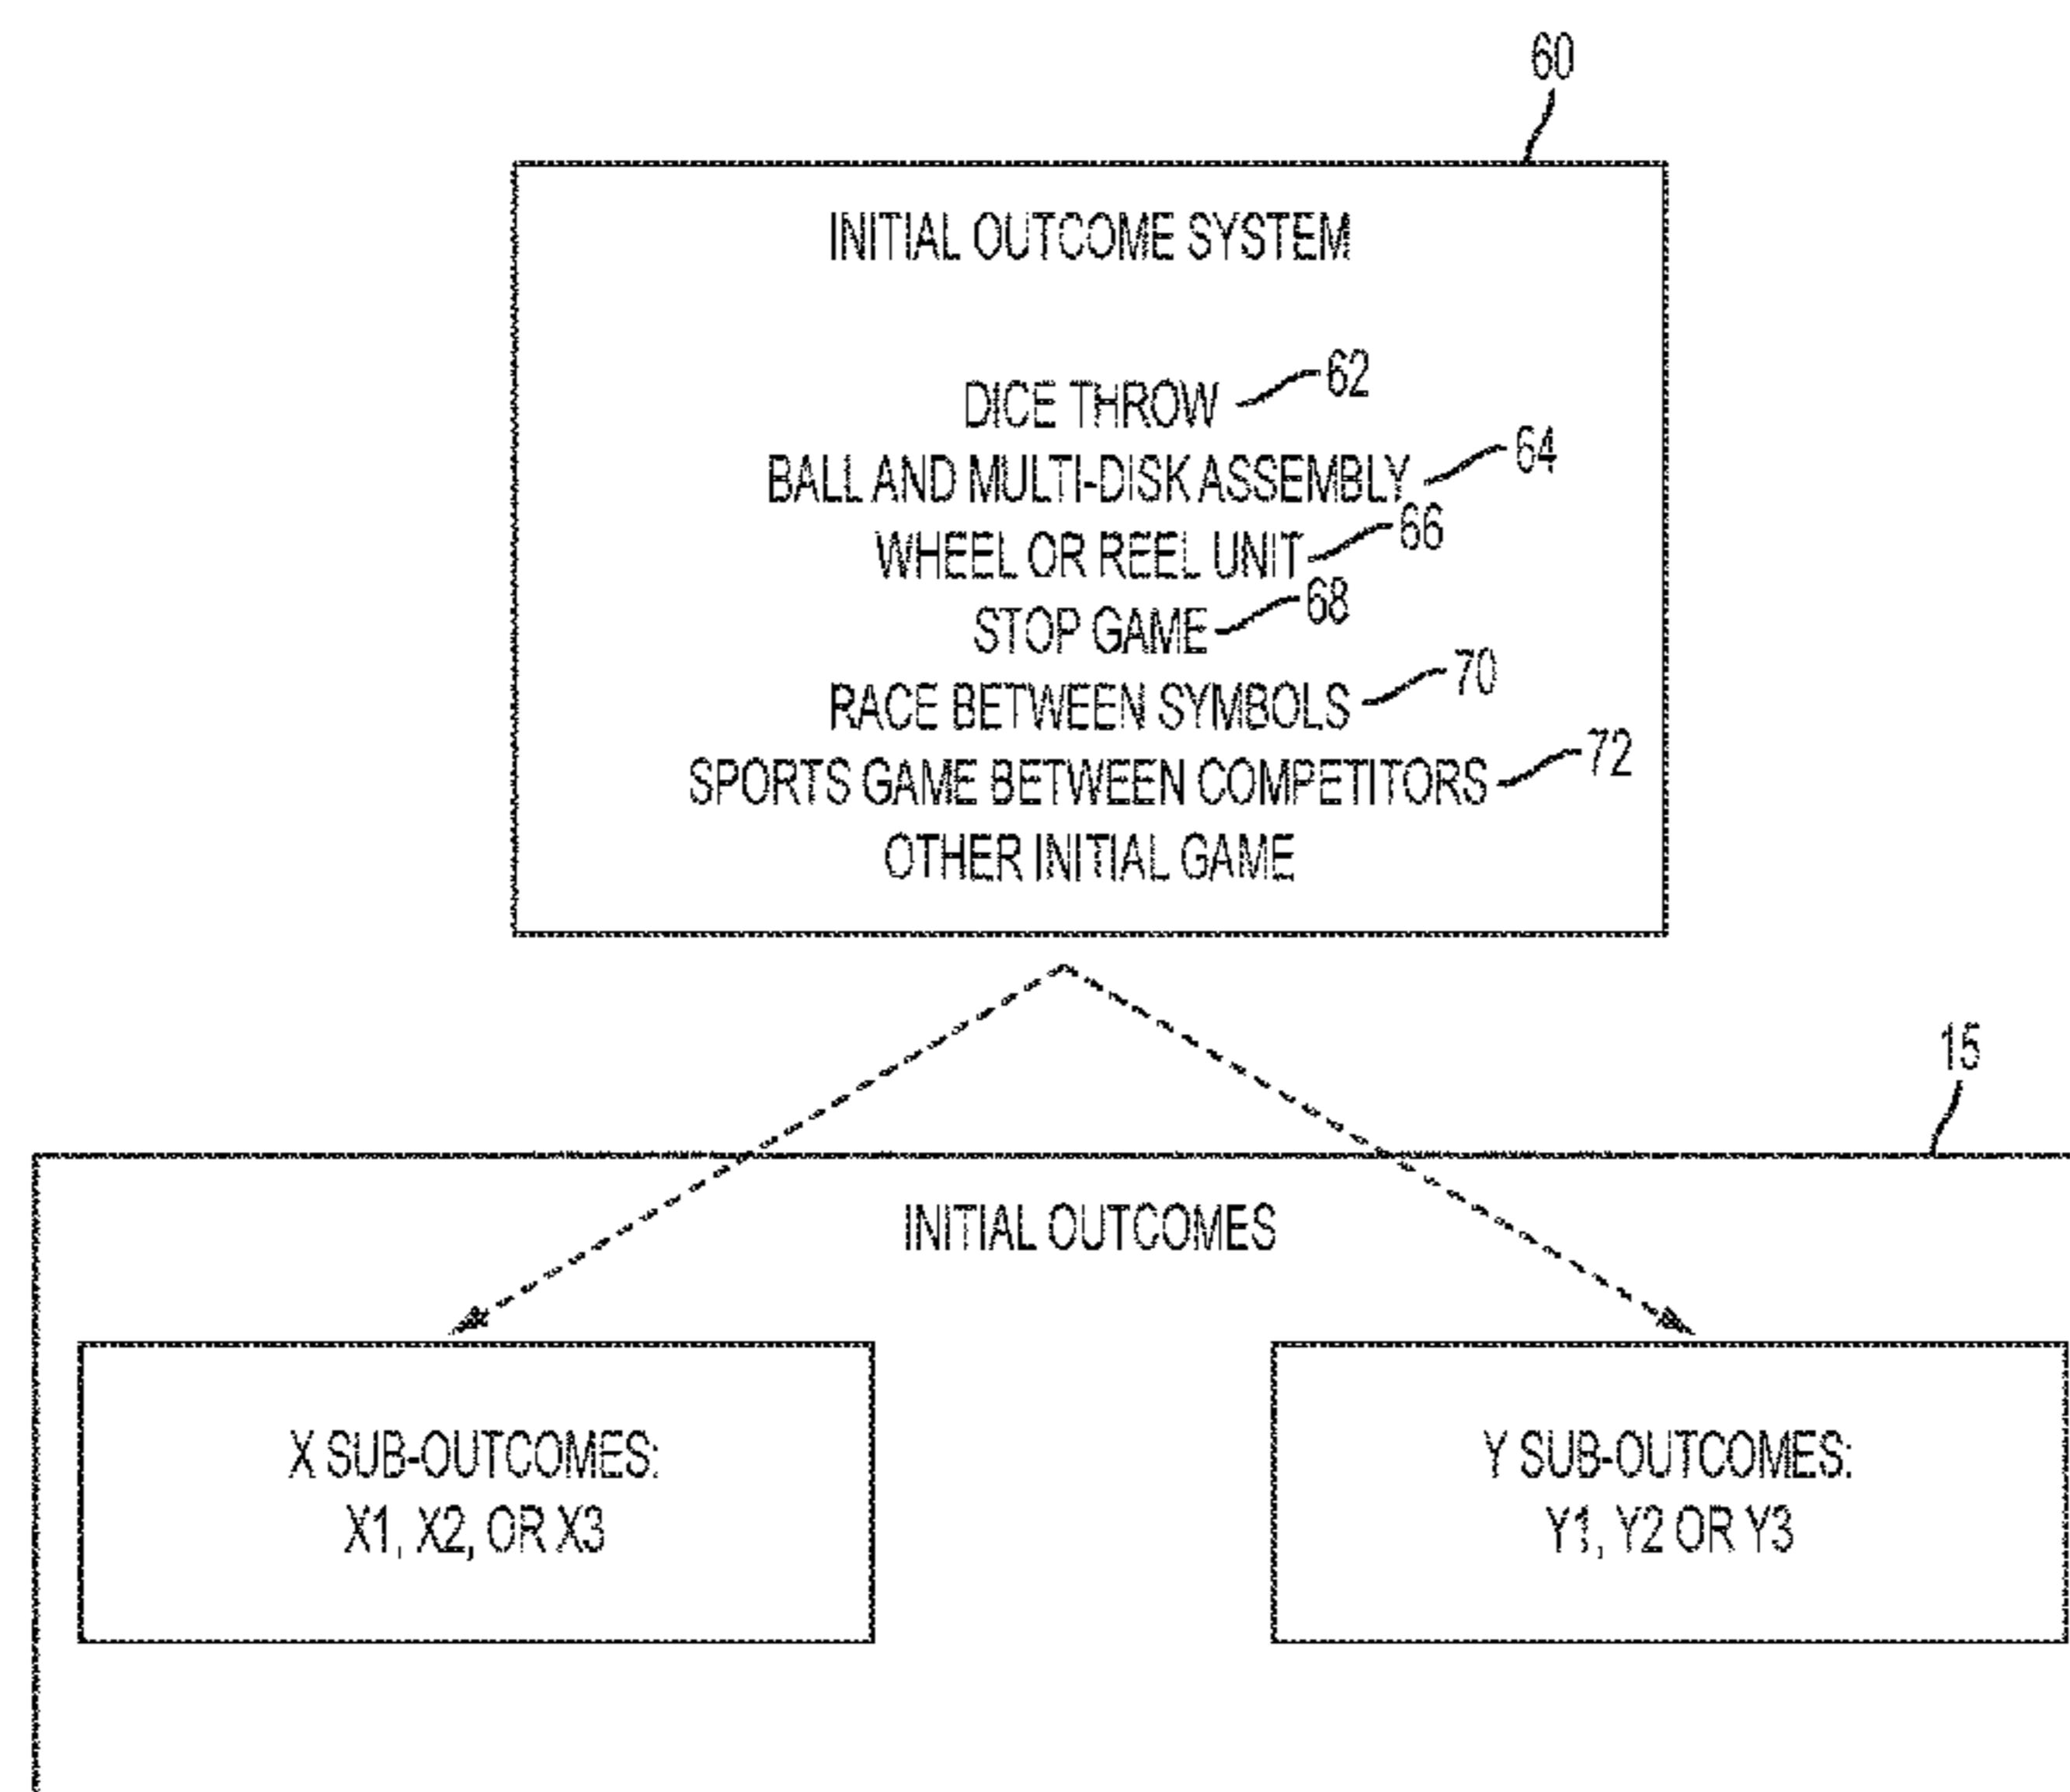 60
INITIAL OUTCOME SYSTEM
DICE THROW 62
BALL AND MULTI-DISK ASSEMBLY 64
WHEEL OR REEL UNIT 66
STOP GAME 68
RACE BETWEEN SYMBOLS 70
SPORTS GAME BETWEEN COMPETITORS 72
OTHER INITIAL GAME
15
INITIAL OUTCOMES
X SUB-OUTCOMES:
X1, X2, OR X3
Y SUB-OUTCOMES:
Y1, Y2 OR Y3